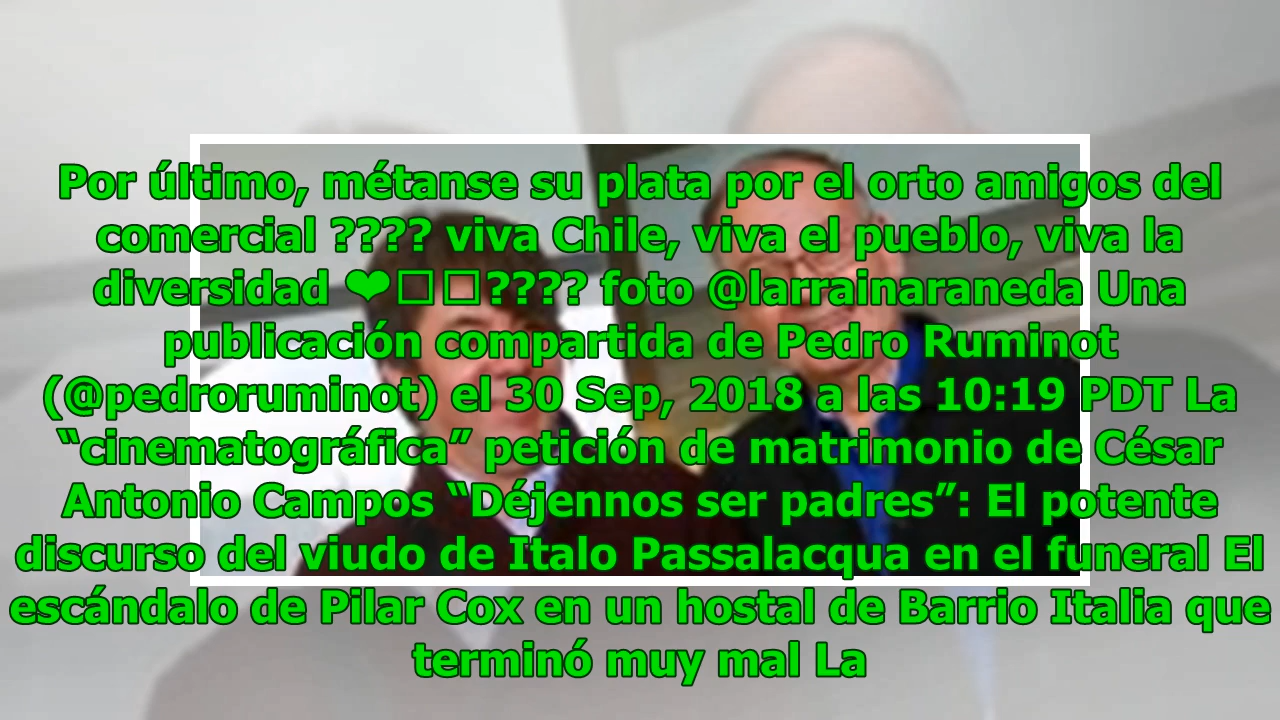 Por último, métanse su plata por el orto amigos del
comercial ???? viva Chile, viva el pueblo, viva la
diversidad ❤□□???? foto @larrainaraneda Una
publicación compartida de Pedro Ruminot
(@pedroruminot) el 30 Sep, 2018 a las 10:19 PDT La
“cinematográfica” petición de matrimonio de César
Antonio Campos “Déjennos ser padres”: El potente
discurso del viudo de Italo Passalacqua en el funeral El
escándalo de Pilar Cox en un hostal de Barrio Italia que
terminó muy mal La